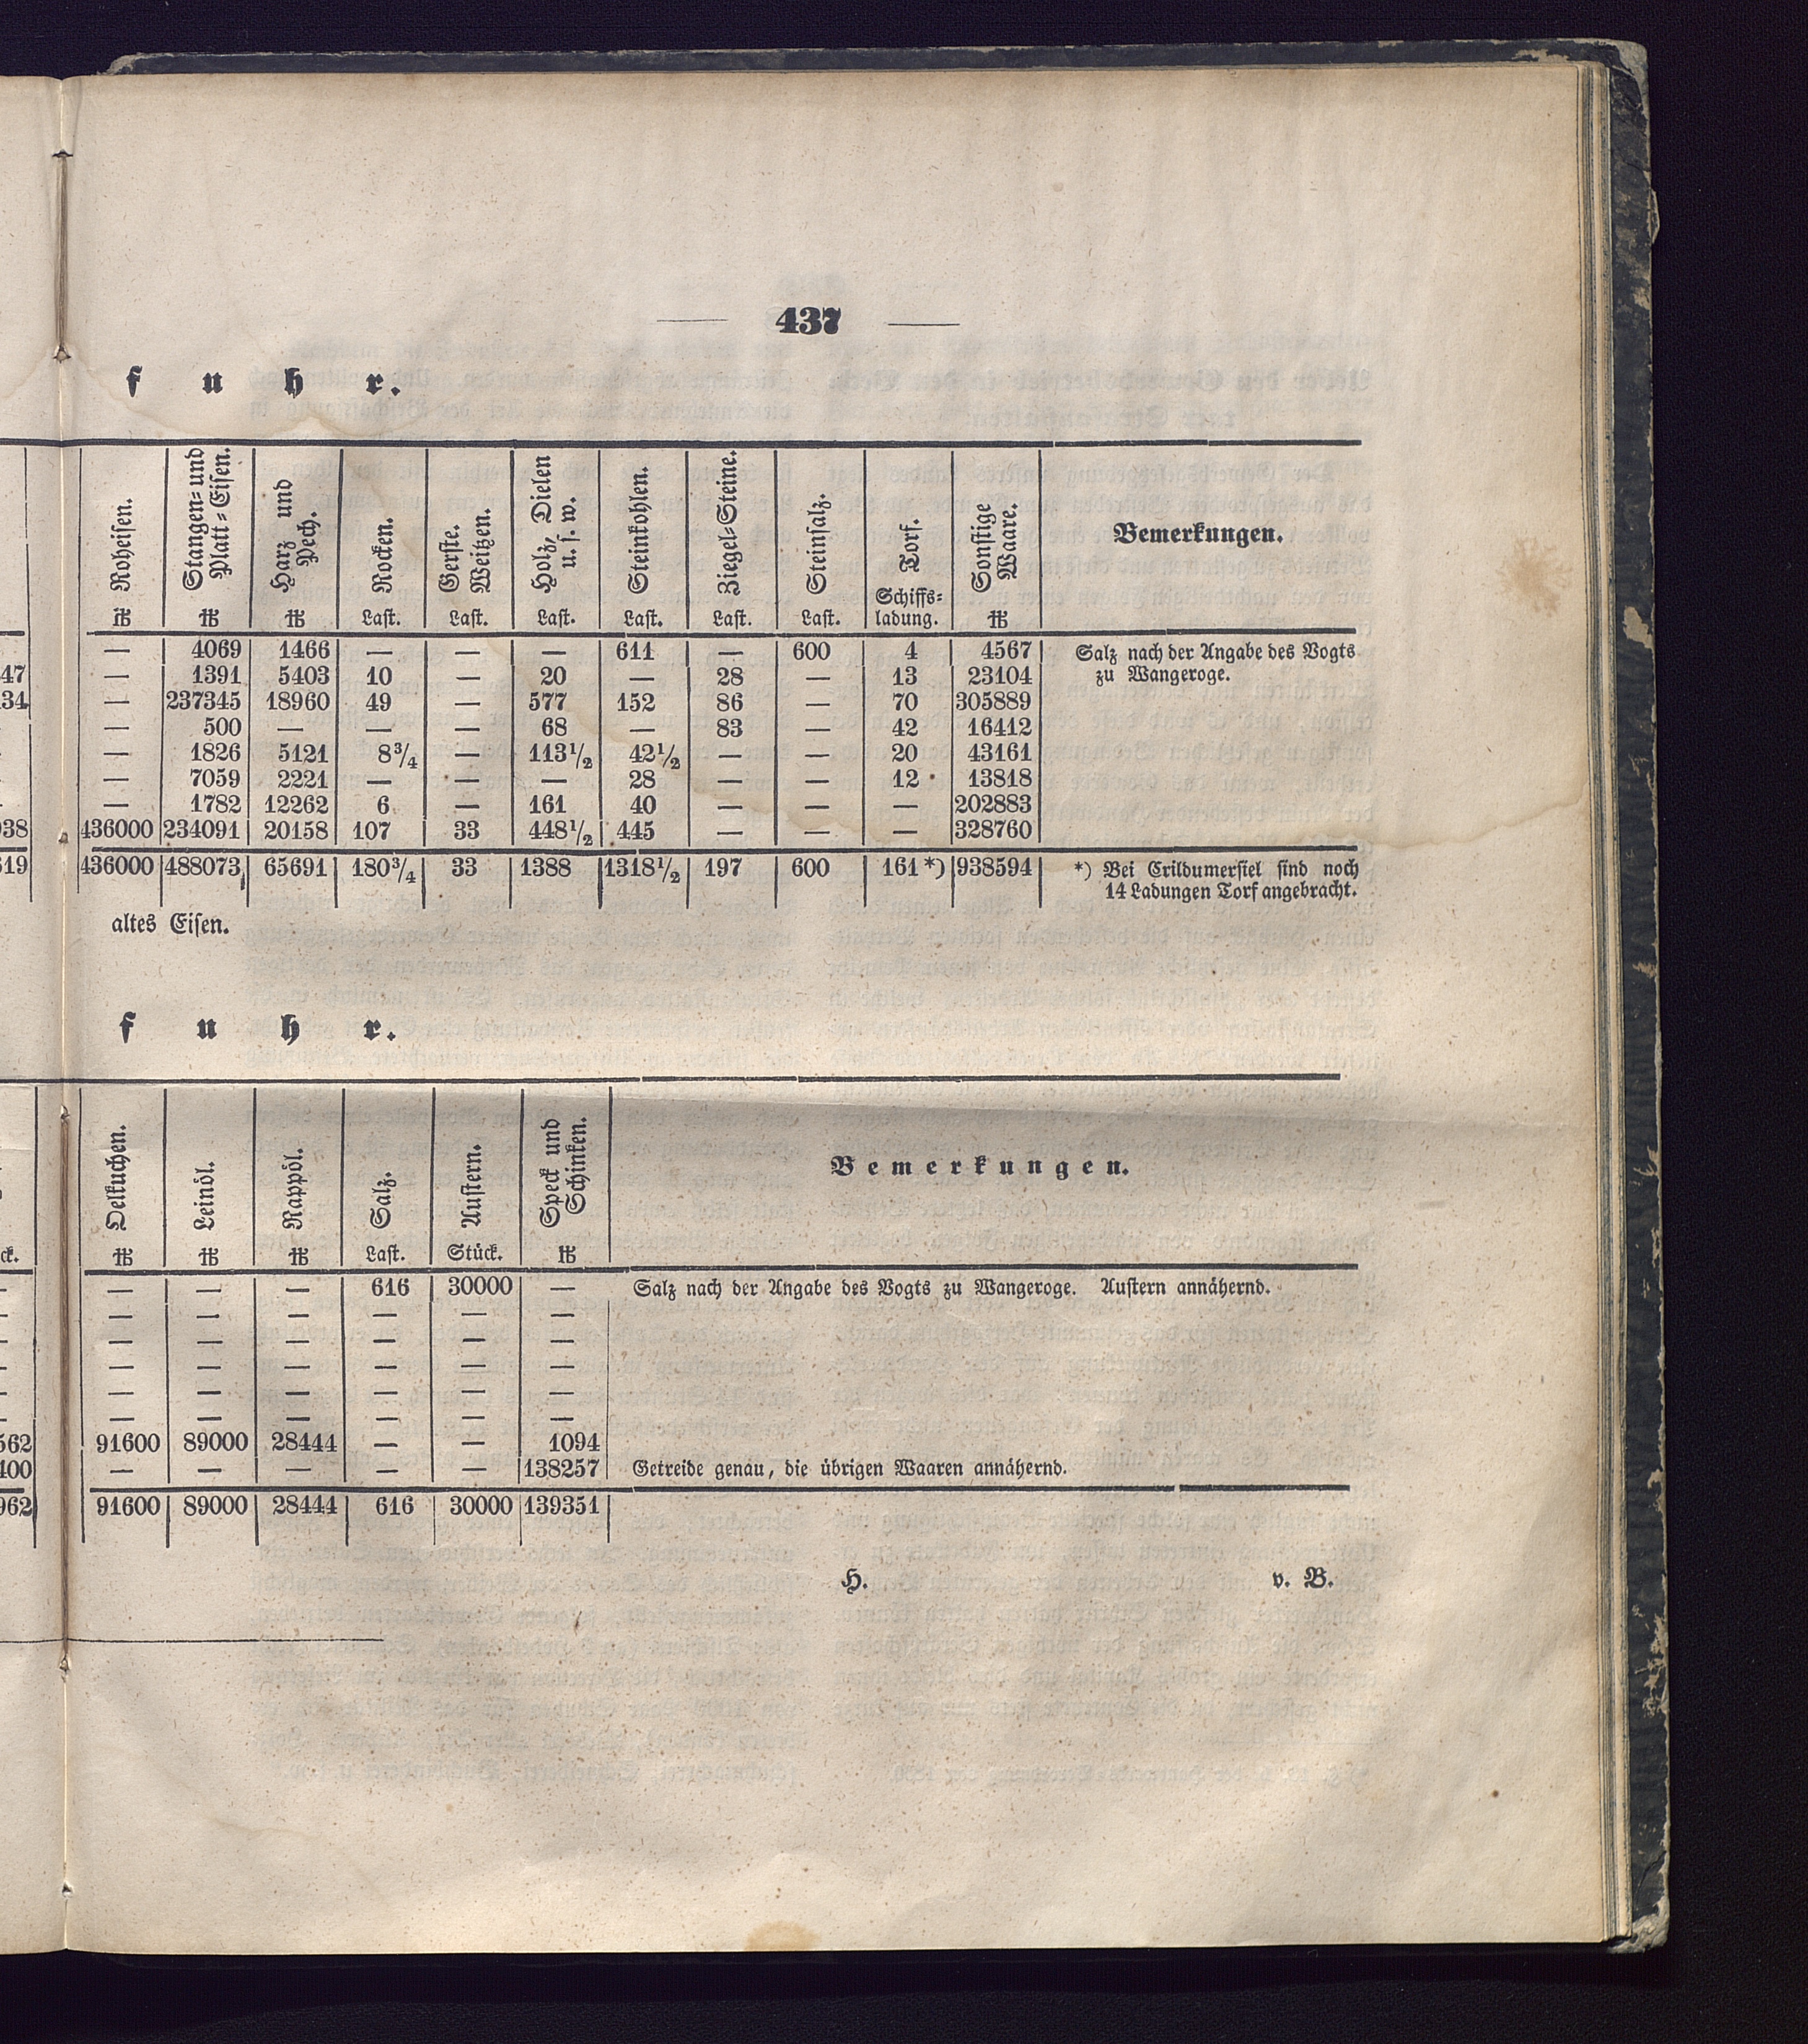 437
f u h r.
Roheisen. Stangen- und Platt-Eisen. Harz und Pech. Rocken. Gerste. Weitzen. Holz, Dielen u. s. w. Steinkohlen. Ziegel-Steine. Steinsalz. Torf. Sonstige Waare. Bemerkungen.
℔ ℔ ℔ Last. Last. Last. Last. Last. Last. Schiffs-ladung. ℔
— 4069 1466 — — — 611 — 600 4 4567 Salz nach der Angabe des Vogts
47 — 1391 5403 10 — 20 — 28 — 13 23104 zu Wangeroge.
34 — 237345 18960 49 — 577 152 86 — 70 305889
— 500 — — — 68 — 83 — 42 16412
— 1826 5121 8¾ — 113½ 42½ — — 20 43161
— 7059 2221 — — — 28 — — 12 13818
— 1782 12262 6 — 161 40 — — — 202883
938 436000 234091 20158 107 33 448½ 445 — — — 328760
619 436000 488073 65691 180¾ 33 1388 1318½ 197 600 161 *) 938594 *) Bei Crildumersiel sind noch
14 Ladungen Torf angebracht.
altes Eisen.
f u h r.
Oelkuchen. Leinöl. Rappöl. Salz. Austern. Speck und Schinken. Bemerkungen.
ck. ℔ ℔ ℔ Last. Stück. ℔
— — — — 616 30000 — Salz nach der Angabe des Vogts zu Wangeroge. Austern annähernd.
— — — — — — —
— — — — — — —
— — — — — — —
— — — — — — —
— — — — — — —
562 91600 89000 28444 — — 1094
400 — — — — — 138257 Getreide genau, die übrigen Waaren annähernd.
962 91600 89000 28444 616 30000 139351
H. v. B.